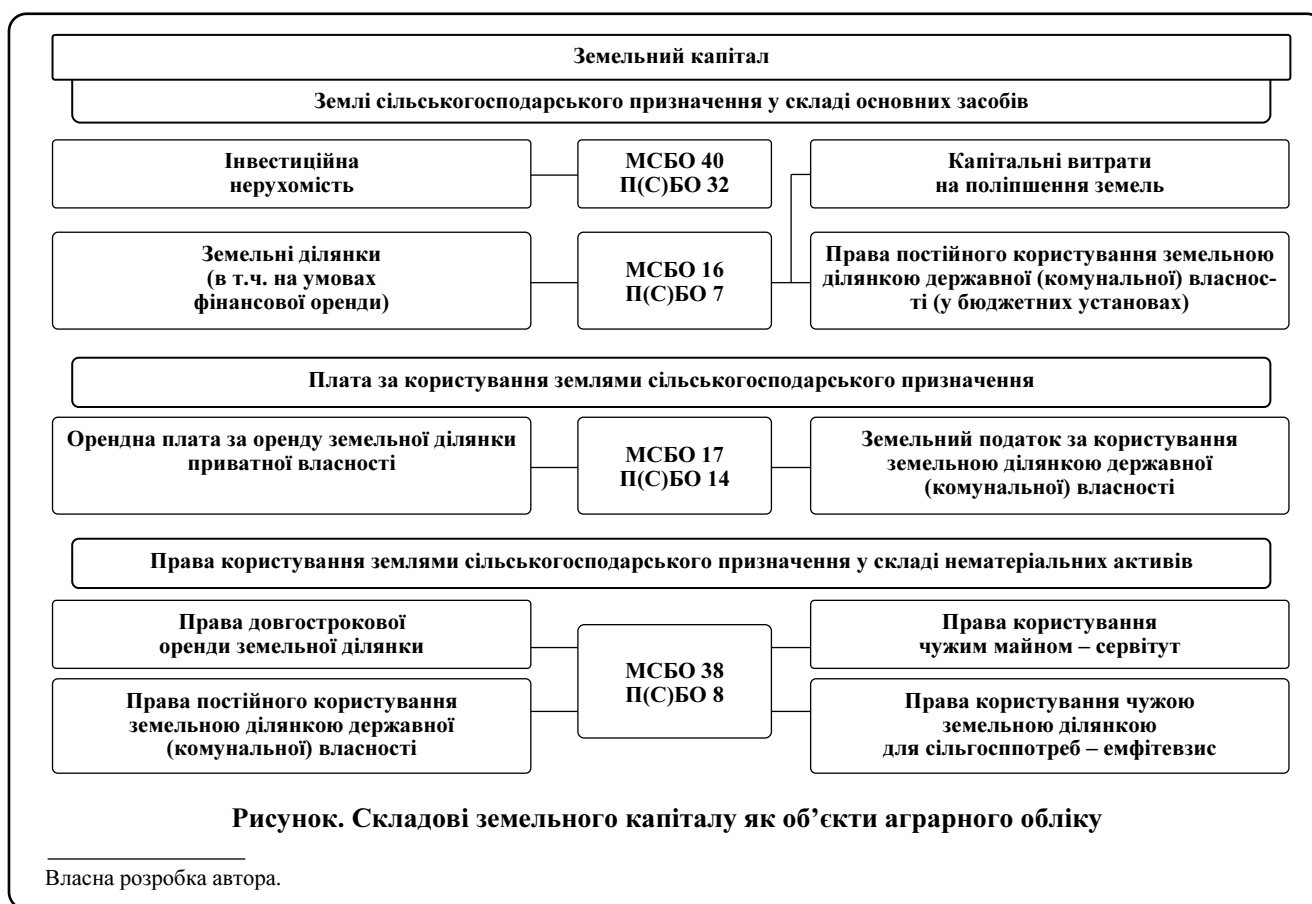 Земельний капітал
Землі сільськогосподарського призначення у складі основних засобів
Інвестиційна
нерухомість
МСБО 40
П(С)БО 32
Капітальні витрати
на поліпшення земель
Земельні ділянки
(в т.ч. на умовах
фінансової оренди)
МСБО 16
П(С)БО 7
Права постійного користування земельною
ділянкою державної (комунальної) власнос-
ті (у бюджетних установах)
Плата за користування землями сільськогосподарського призначення
Орендна плата за оренду земельної ділянки
приватної власності
МСБО 17
П(С)БО 14
Земельний податок за користування
земельною ділянкою державної
(комунальної) власності
Права користування землями сільськогосподарського призначення у складі нематеріальних активів
Права довгострокової
оренди земельної ділянки
Права постійного користування
земельною ділянкою державної
(комунальної) власності
МСБО 38
П(С)БО 8
Права користування
чужим майном – сервітут
Права користування чужою
земельною ділянкою
для сільгосппотреб – емфітевзис
Рисунок. Складові земельного капіталу як об’єкти аграрного обліку
Власна розробка автора.